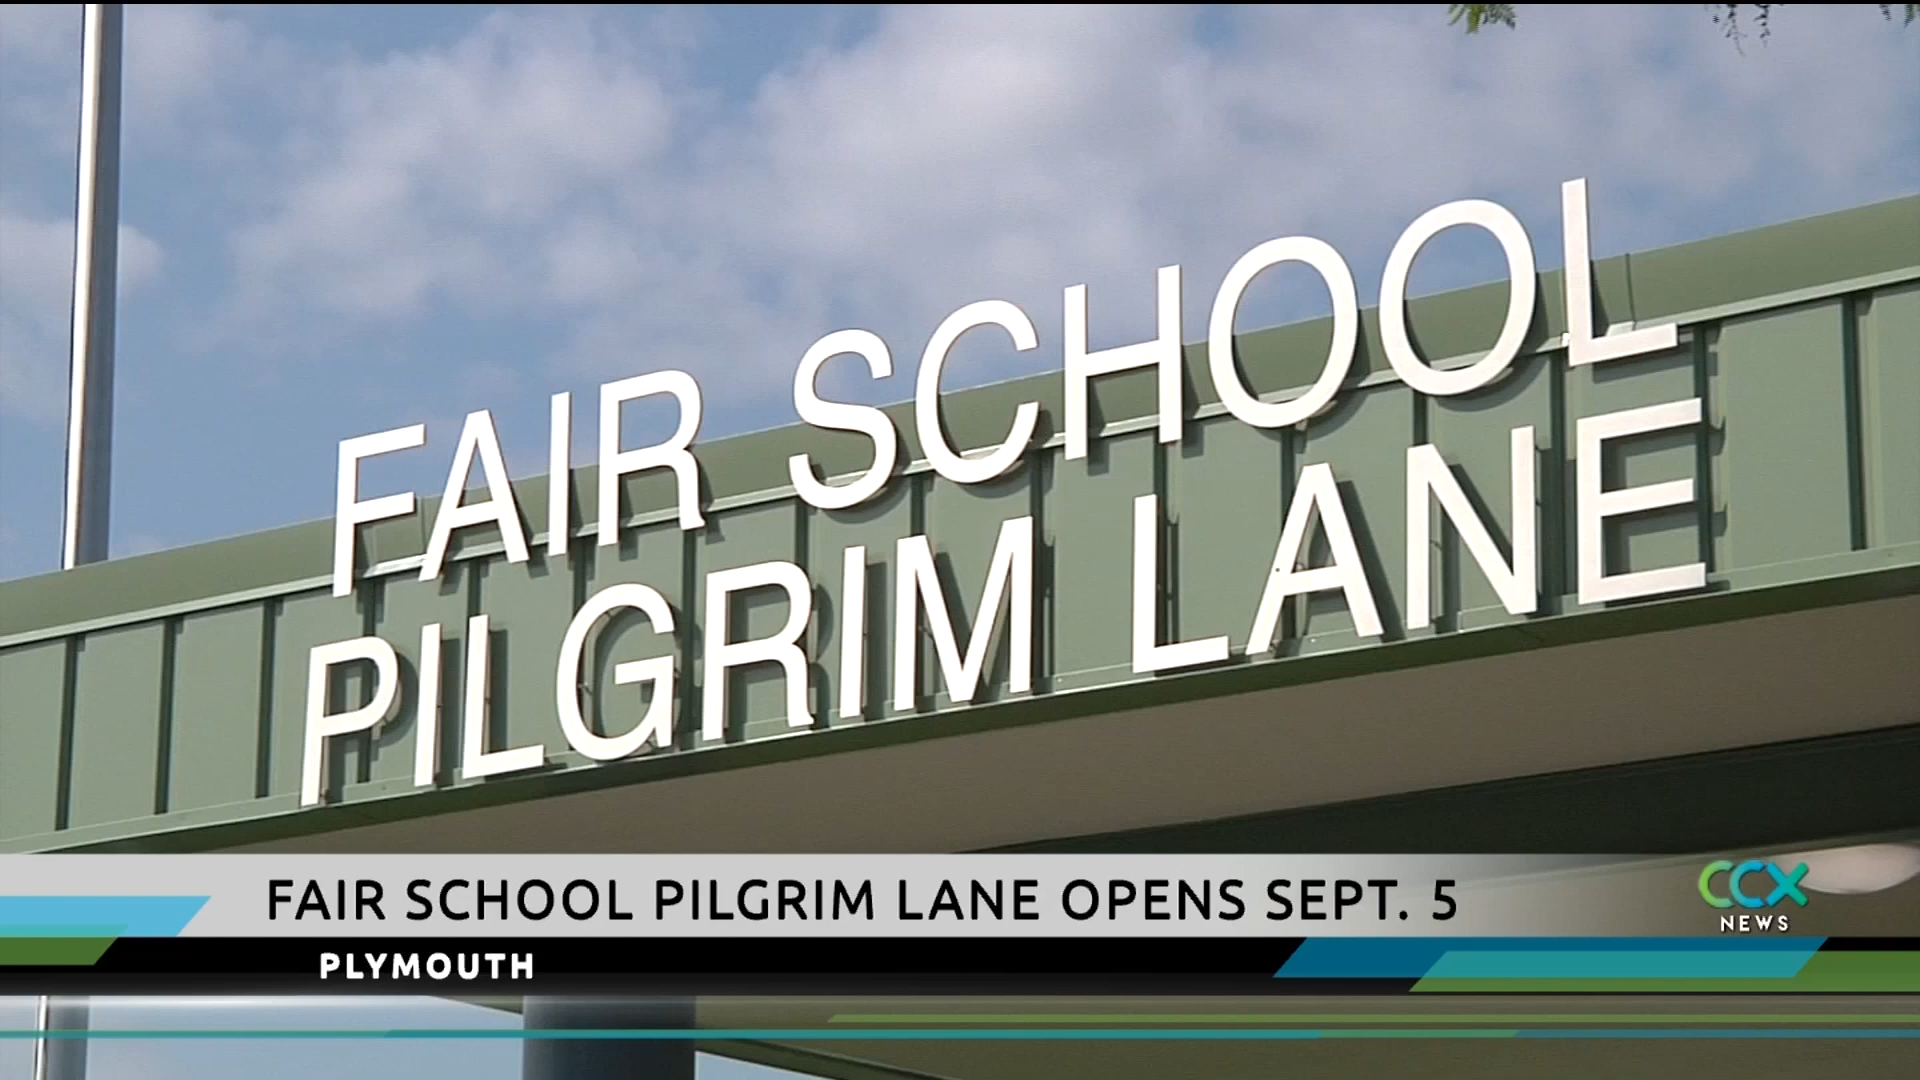 FAIR SCHOOL
PILGRIM LANE
FAIR SCHOOL PILGRIM LANE OPENS SEPT. 5
CCX
NEWS
PLYMOUTH